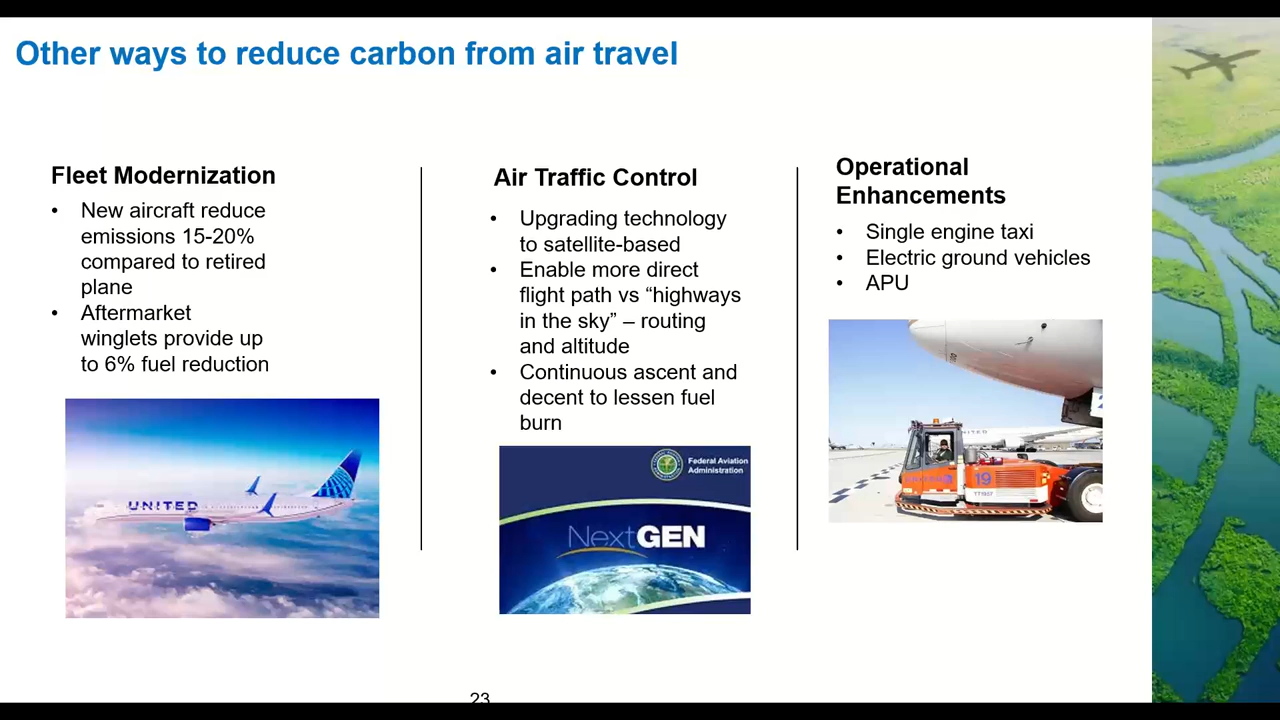 Other ways to reduce carbon from air travel
Fleet Modernization
• New aircraft reduce
emissions 15-20%
compared to retired
plane
• Aftermarket
winglets provide up
to 6% fuel reduction
UNITED
Air Traffic Control
• Upgrading technology
to satellite-based
• Enable more direct
flight path vs “highways
in the sky” – routing
and altitude
• Continuous ascent and
decent to lessen fuel
burn
Federal Aviation
Administration
NextGEN
Operational
Enhancements
• Single engine taxi
• Electric ground vehicles
• APU
19
23